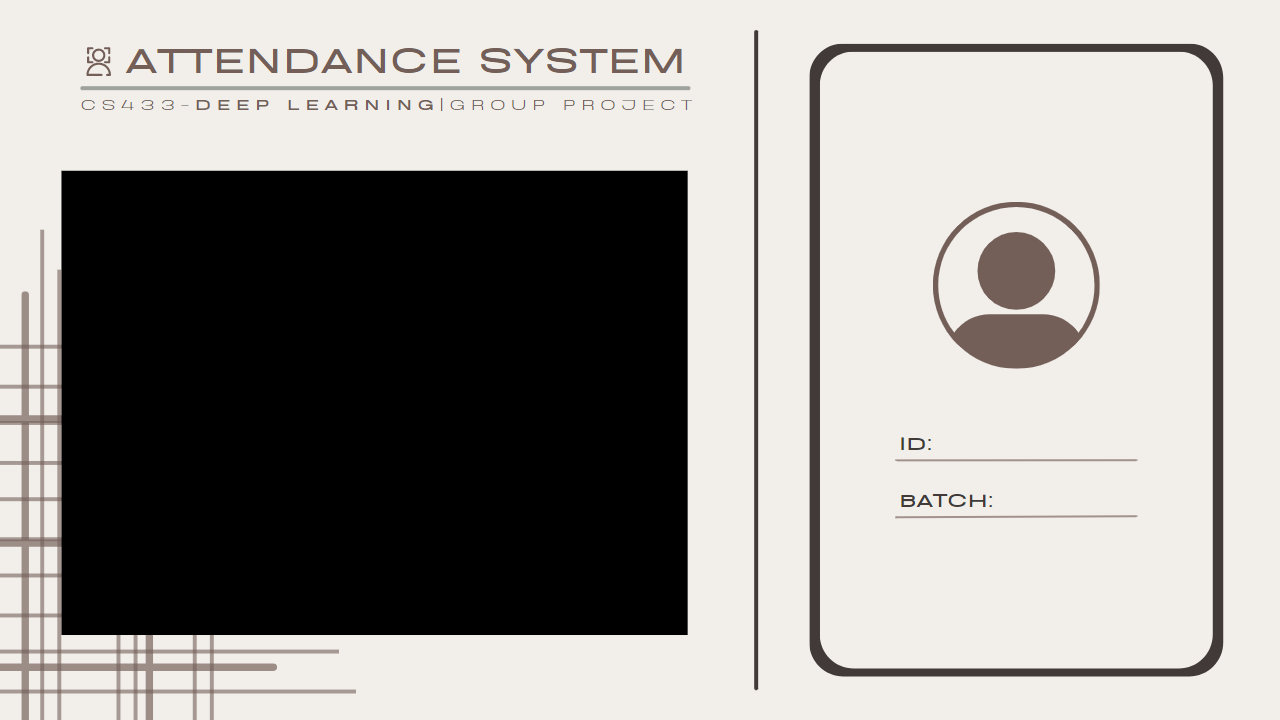 ATTENDANCE SYSTEM
CS433-DEEP LEARNING|GROUP PROJECT
ID:
BATCH: